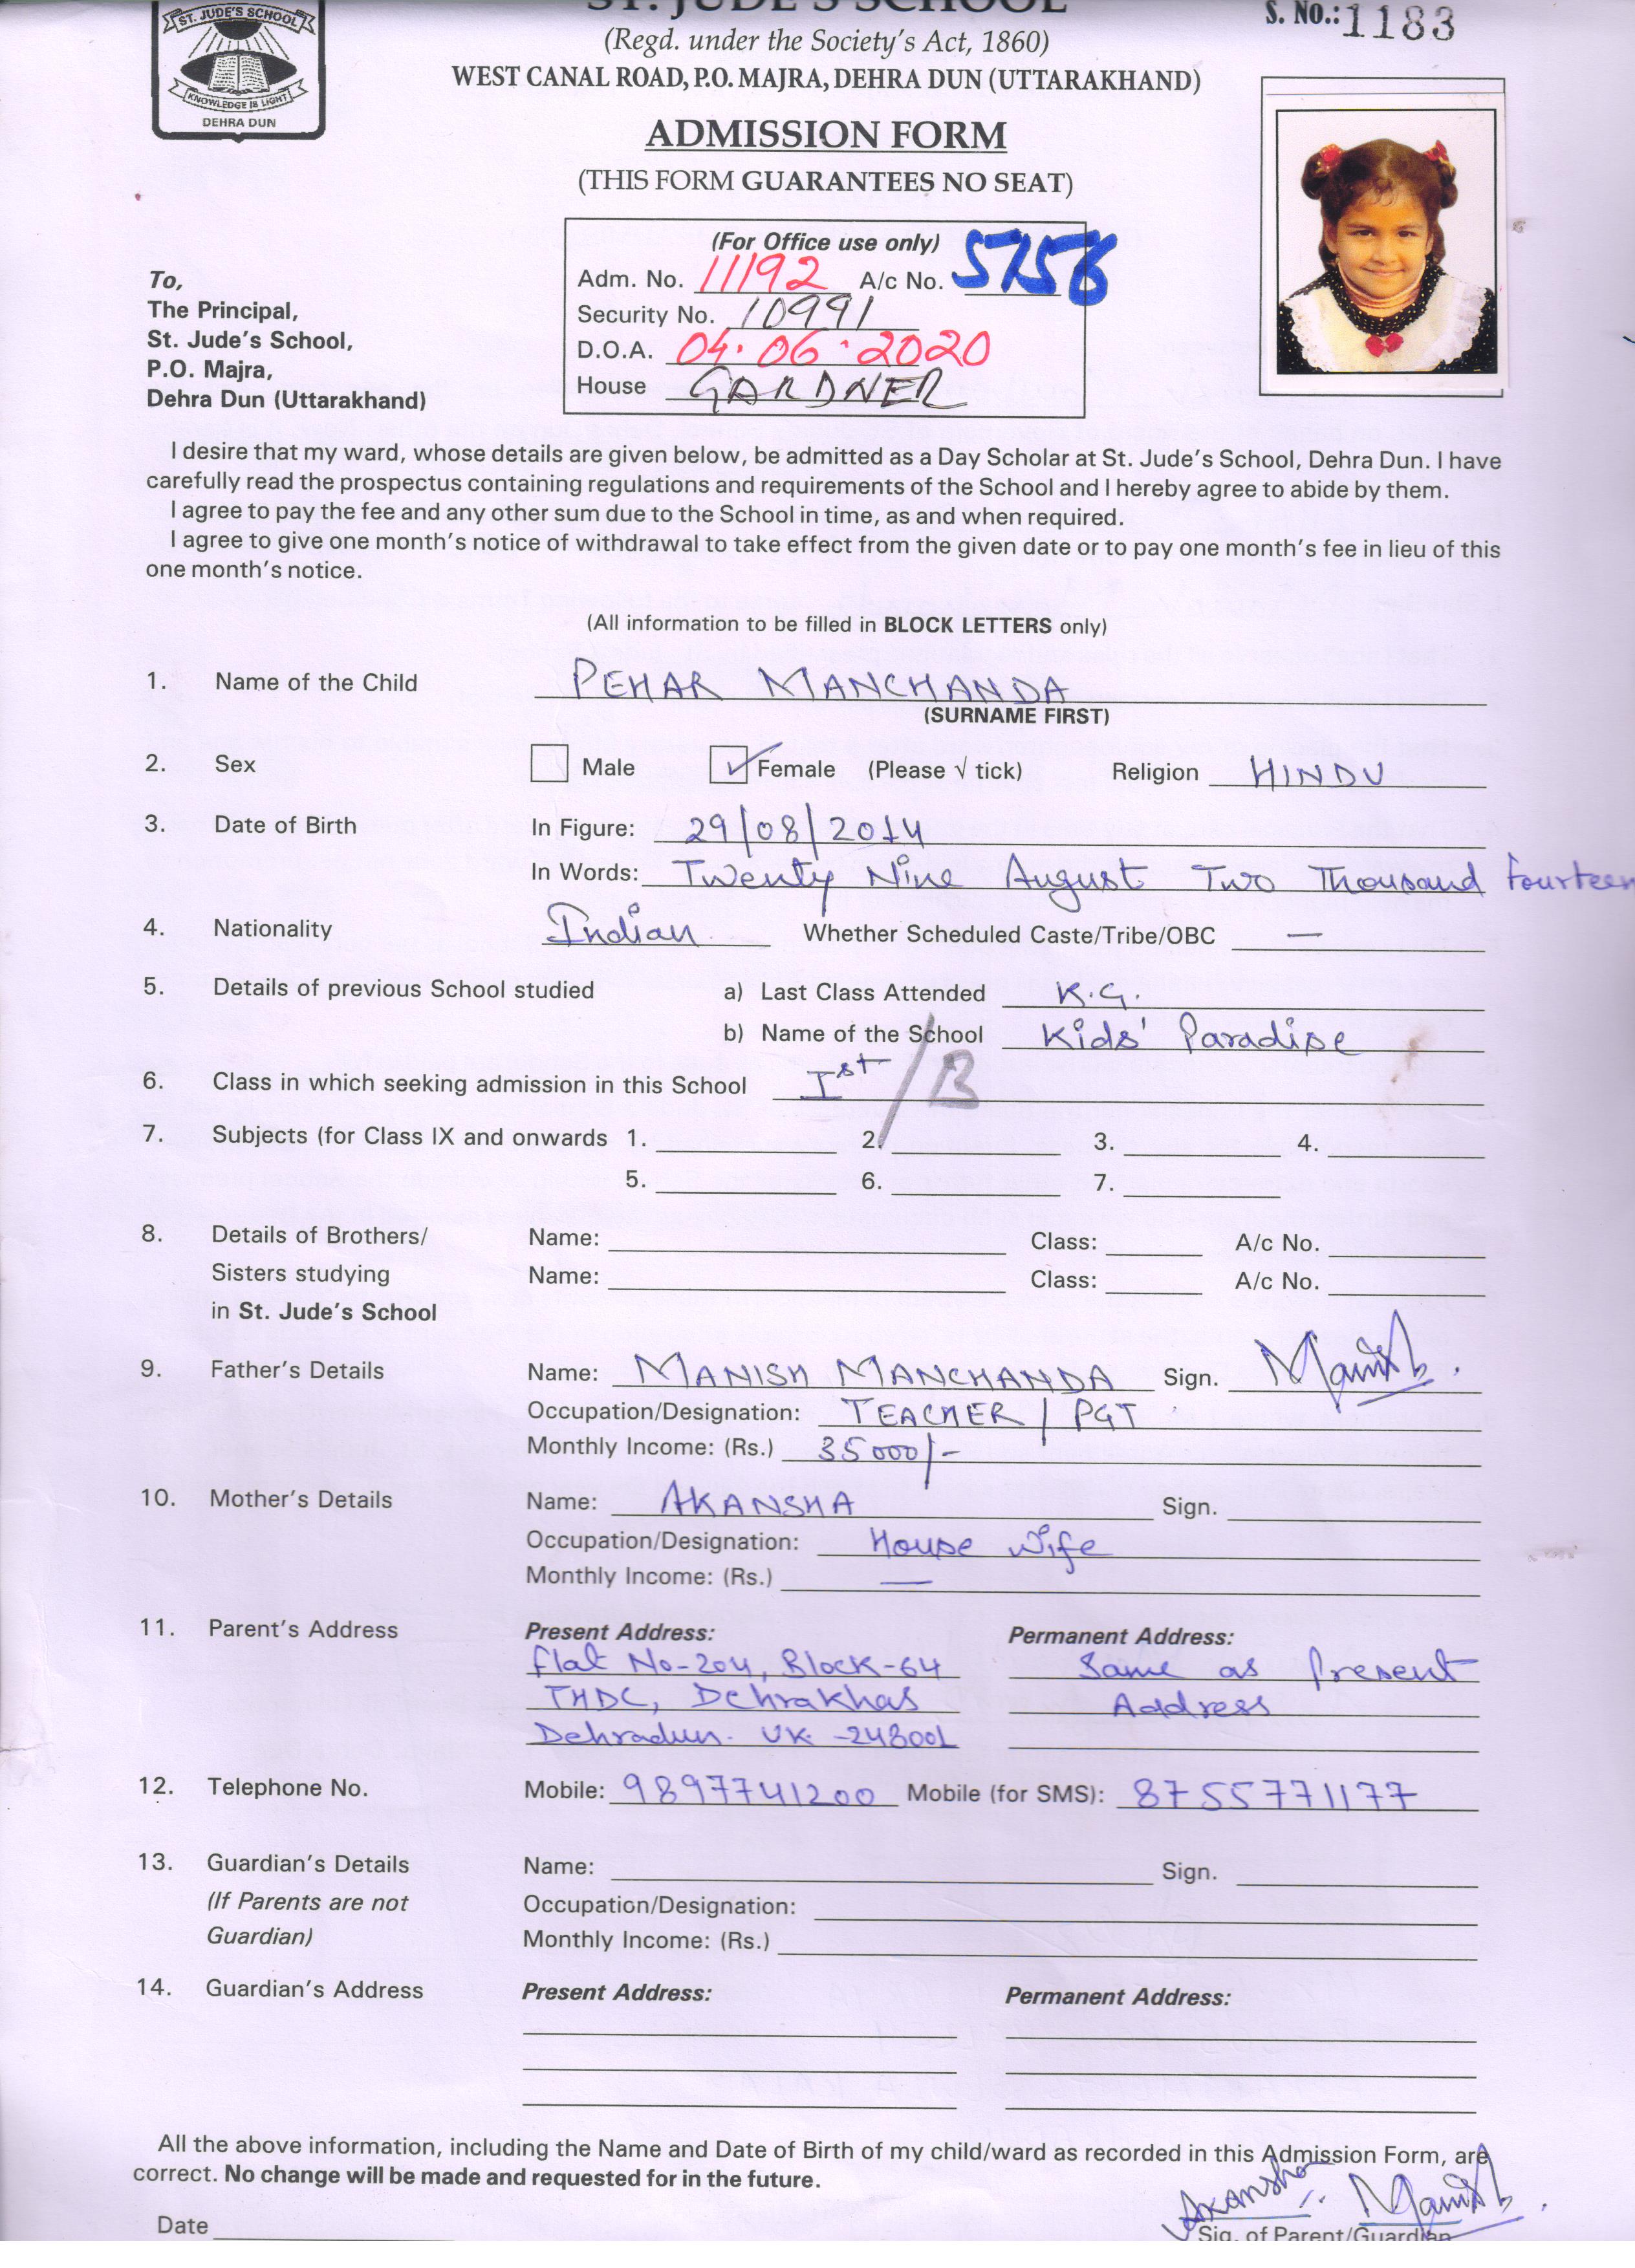 ST. JUDE'S SCHOOL
KNOWLEDGE IS LIGHT
DEHRA DUN
ST. JUDE'S SCHOOL
S. NO.: 1183
(Regd. under the Society's Act, 1860)
WEST CANAL ROAD, P.O. MAJRA, DEHRA DUN (UTTARAKHAND)
ADMISSION FORM
(THIS FORM GUARANTEES NO SEAT)
(For Office use only)
Adm. No. 11192 A/c No. 5756
Security No. 10991
D.O.A. 04.06.2020
House GARDNER
To,
The Principal,
St. Jude's School,
P.O. Majra,
Dehra Dun (Uttarakhand)
I desire that my ward, whose details are given below, be admitted as a Day Scholar at St. Jude's School, Dehra Dun. I have
carefully read the prospectus containing regulations and requirements of the School and I hereby agree to abide by them.
I agree to pay the fee and any other sum due to the School in time, as and when required.
I agree to give one month's notice of withdrawal to take effect from the given date or to pay one month's fee in lieu of this
one month's notice.
(All information to be filled in BLOCK LETTERS only)
1. Name of the Child PEHAR MANCHANDA
(SURNAME FIRST)
2. Sex Male ✓ Female (Please √ tick) Religion HINDU
3. Date of Birth In Figure: 29/08/2014
In Words: Twenty Nine August Two Thousand Fourteen
4. Nationality Indian Whether Scheduled Caste/Tribe/OBC —
5. Details of previous School studied a) Last Class Attended K.G.
b) Name of the School Kids' Paradise
6. Class in which seeking admission in this School Ist / B
7. Subjects (for Class IX and onwards 1. 2. 3. 4.
5. 6. 7.
8. Details of Brothers/ Name: Class: A/c No.
Sisters studying Name: Class: A/c No.
in St. Jude's School
9. Father's Details Name: MANISH MANCHANDA Sign. Manish
Occupation/Designation: TEACHER / PGT
Monthly Income: (Rs.) 35000/-
10. Mother's Details Name: AKANSHA Sign.
Occupation/Designation: House Wife
Monthly Income: (Rs.) —
11. Parent's Address Present Address: Permanent Address:
Flat No-204, Block-64 Same as Present
THDC, Dehrakhas Address
Dehradun. UK. -248001
12. Telephone No. Mobile: 9897741200 Mobile (for SMS): 8755771177
13. Guardian's Details Name: Sign.
(If Parents are not Occupation/Designation:
Guardian) Monthly Income: (Rs.)
14. Guardian's Address Present Address: Permanent Address:
All the above information, including the Name and Date of Birth of my child/ward as recorded in this Admission Form, are
correct. No change will be made and requested for in the future.
Akansha Manish
Date Sig. of Parent/Guardian